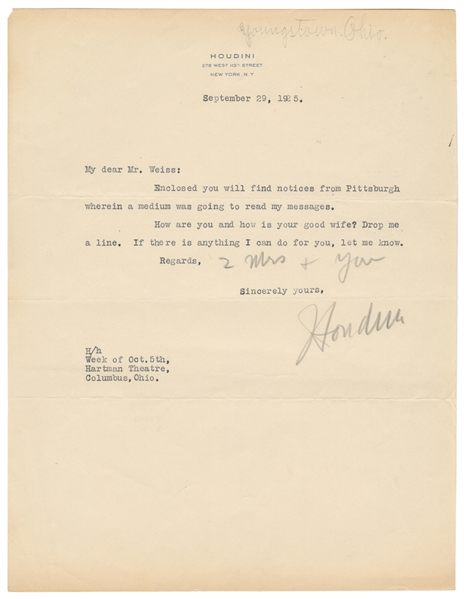 Youngstown. Ohio.
HOUDINI
278 WEST 113TH STREET
NEW YORK, N.Y.
September 29, 1925.
My dear Mr. Weiss:
Enclosed you will find notices from Pittsburgh
wherein a medium was going to read my messages.
How are you and how is your good wife? Drop me
a line. If there is anything I can do for you, let me know.
Regards, 2 Mrs + You
Sincerely yours,
Houdini
H/h
Week of Oct.5th,
Hartman Theatre,
Columbus,Ohio.